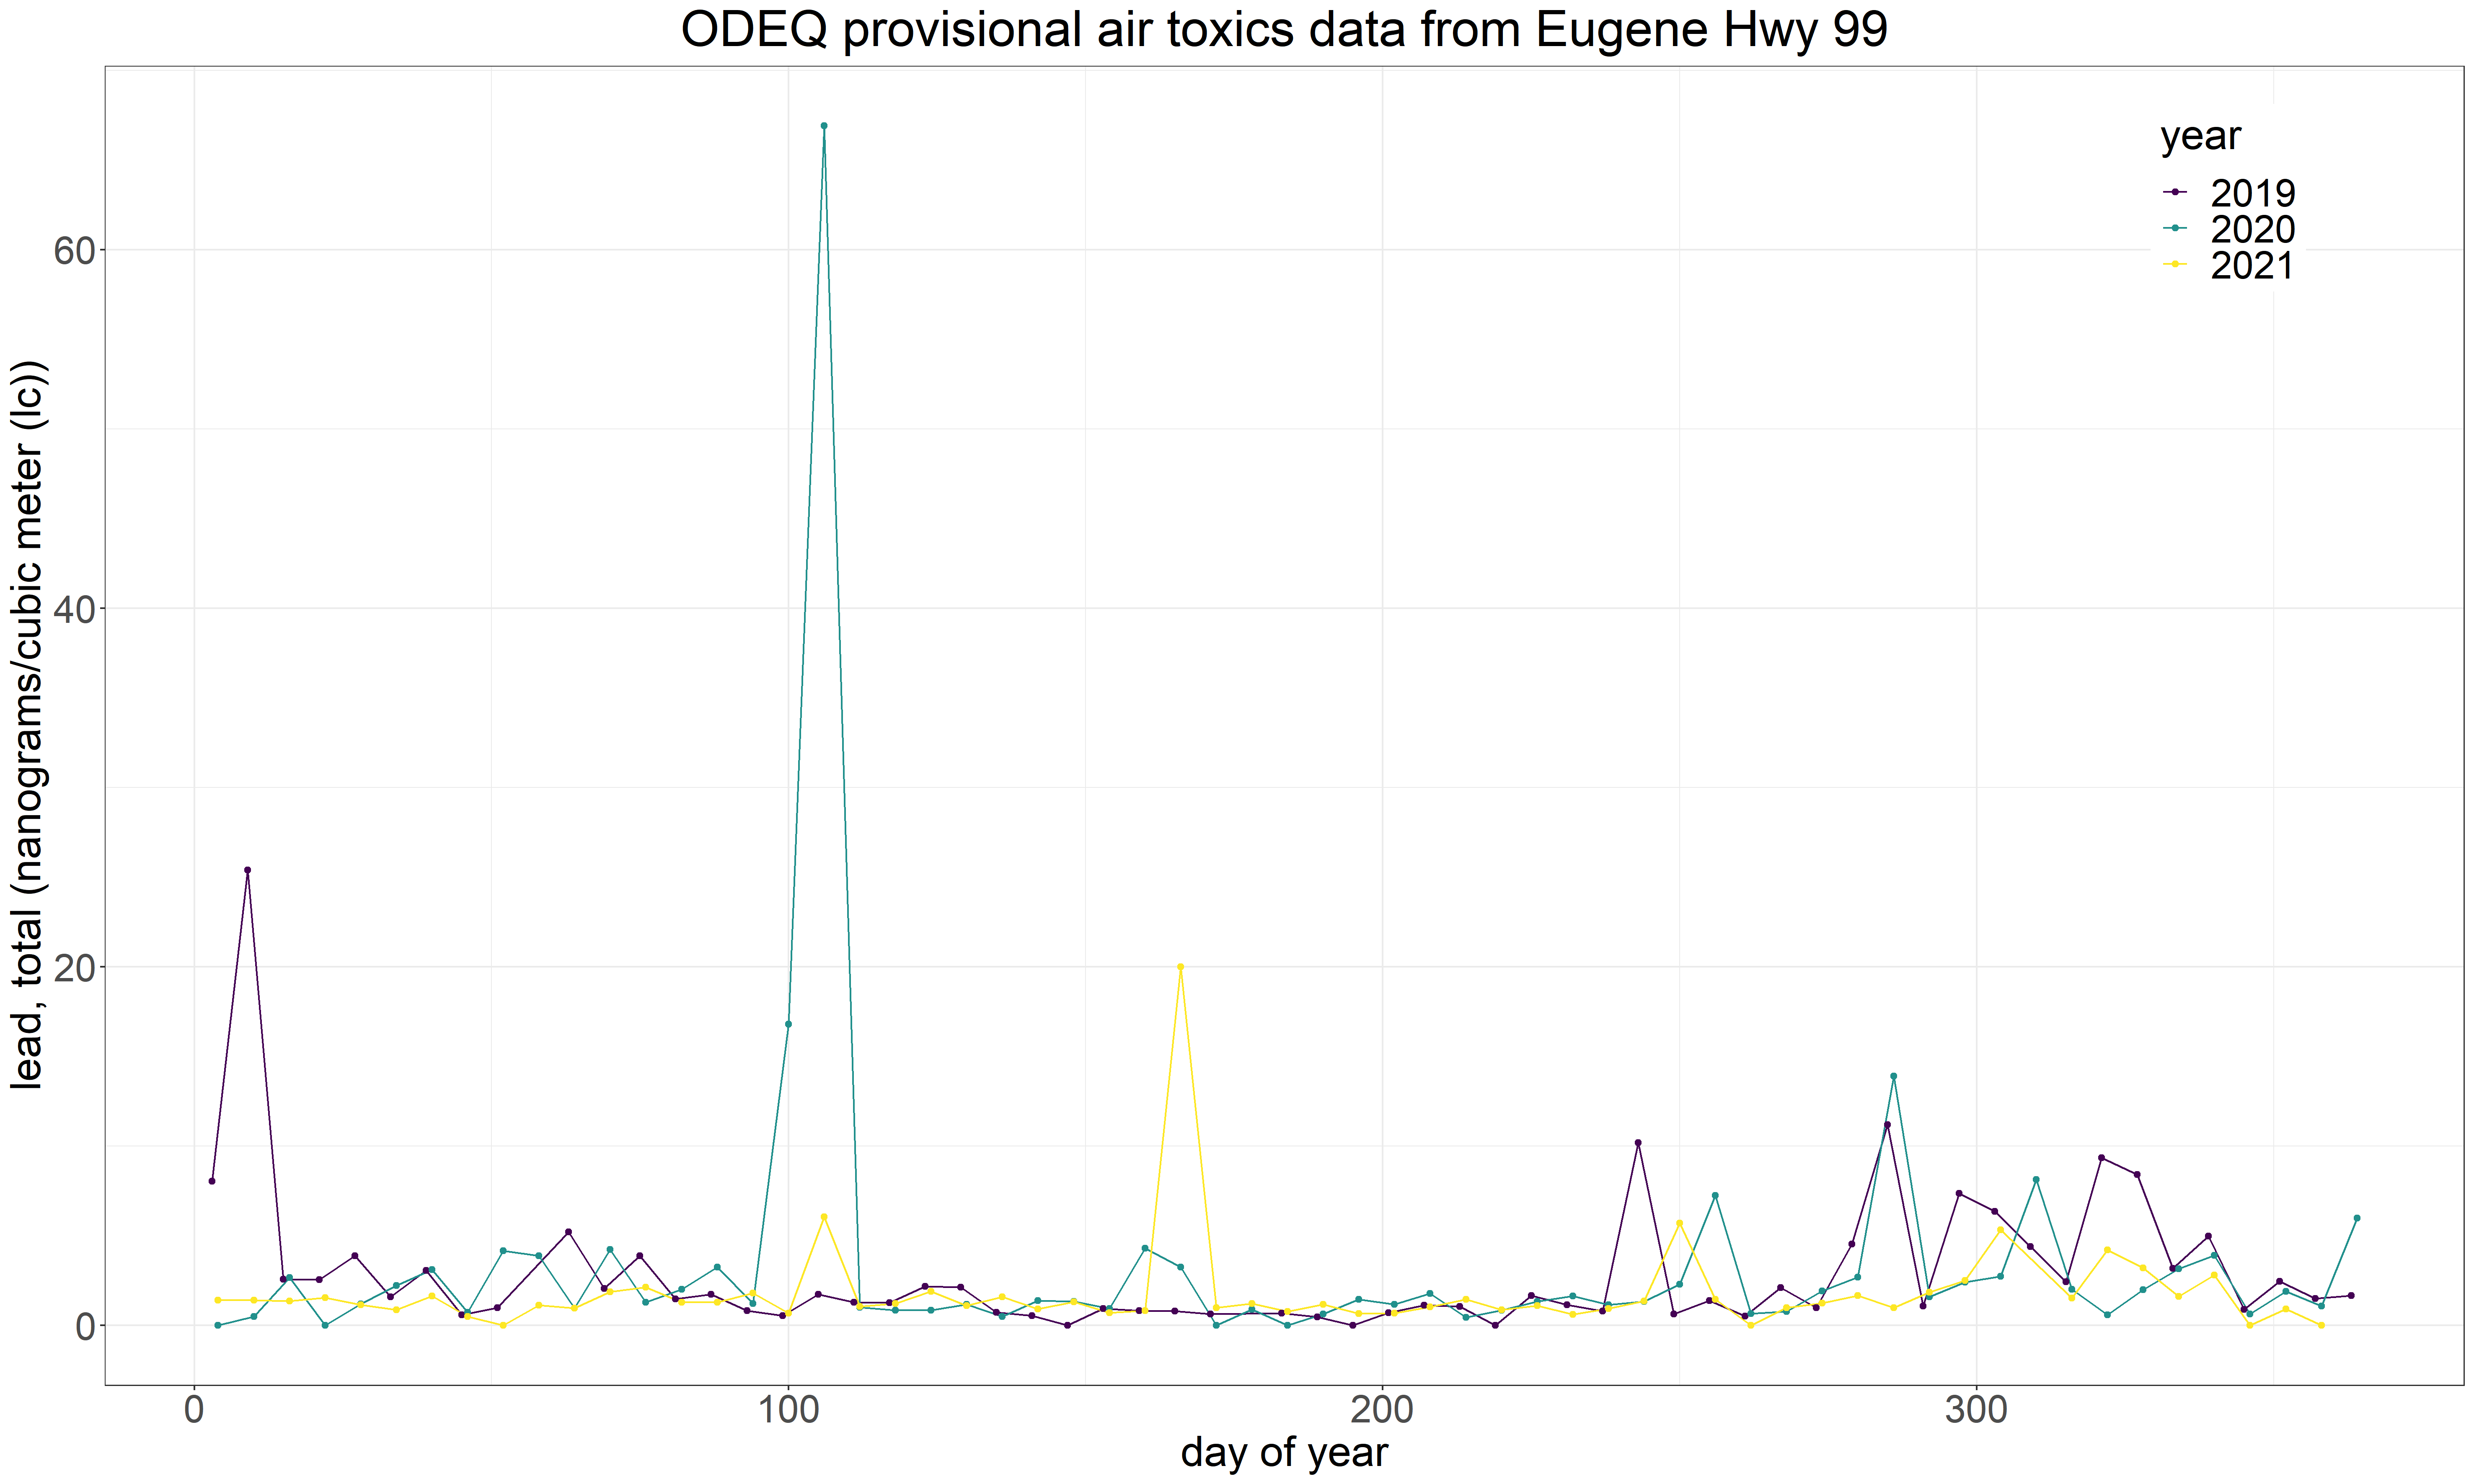 ODEQ provisional air toxics data from Eugene Hwy 99
year
2019
2020
2021
lead, total (nanograms/cubic meter (lc))
60
40
20
0
0 100 200 300
day of year